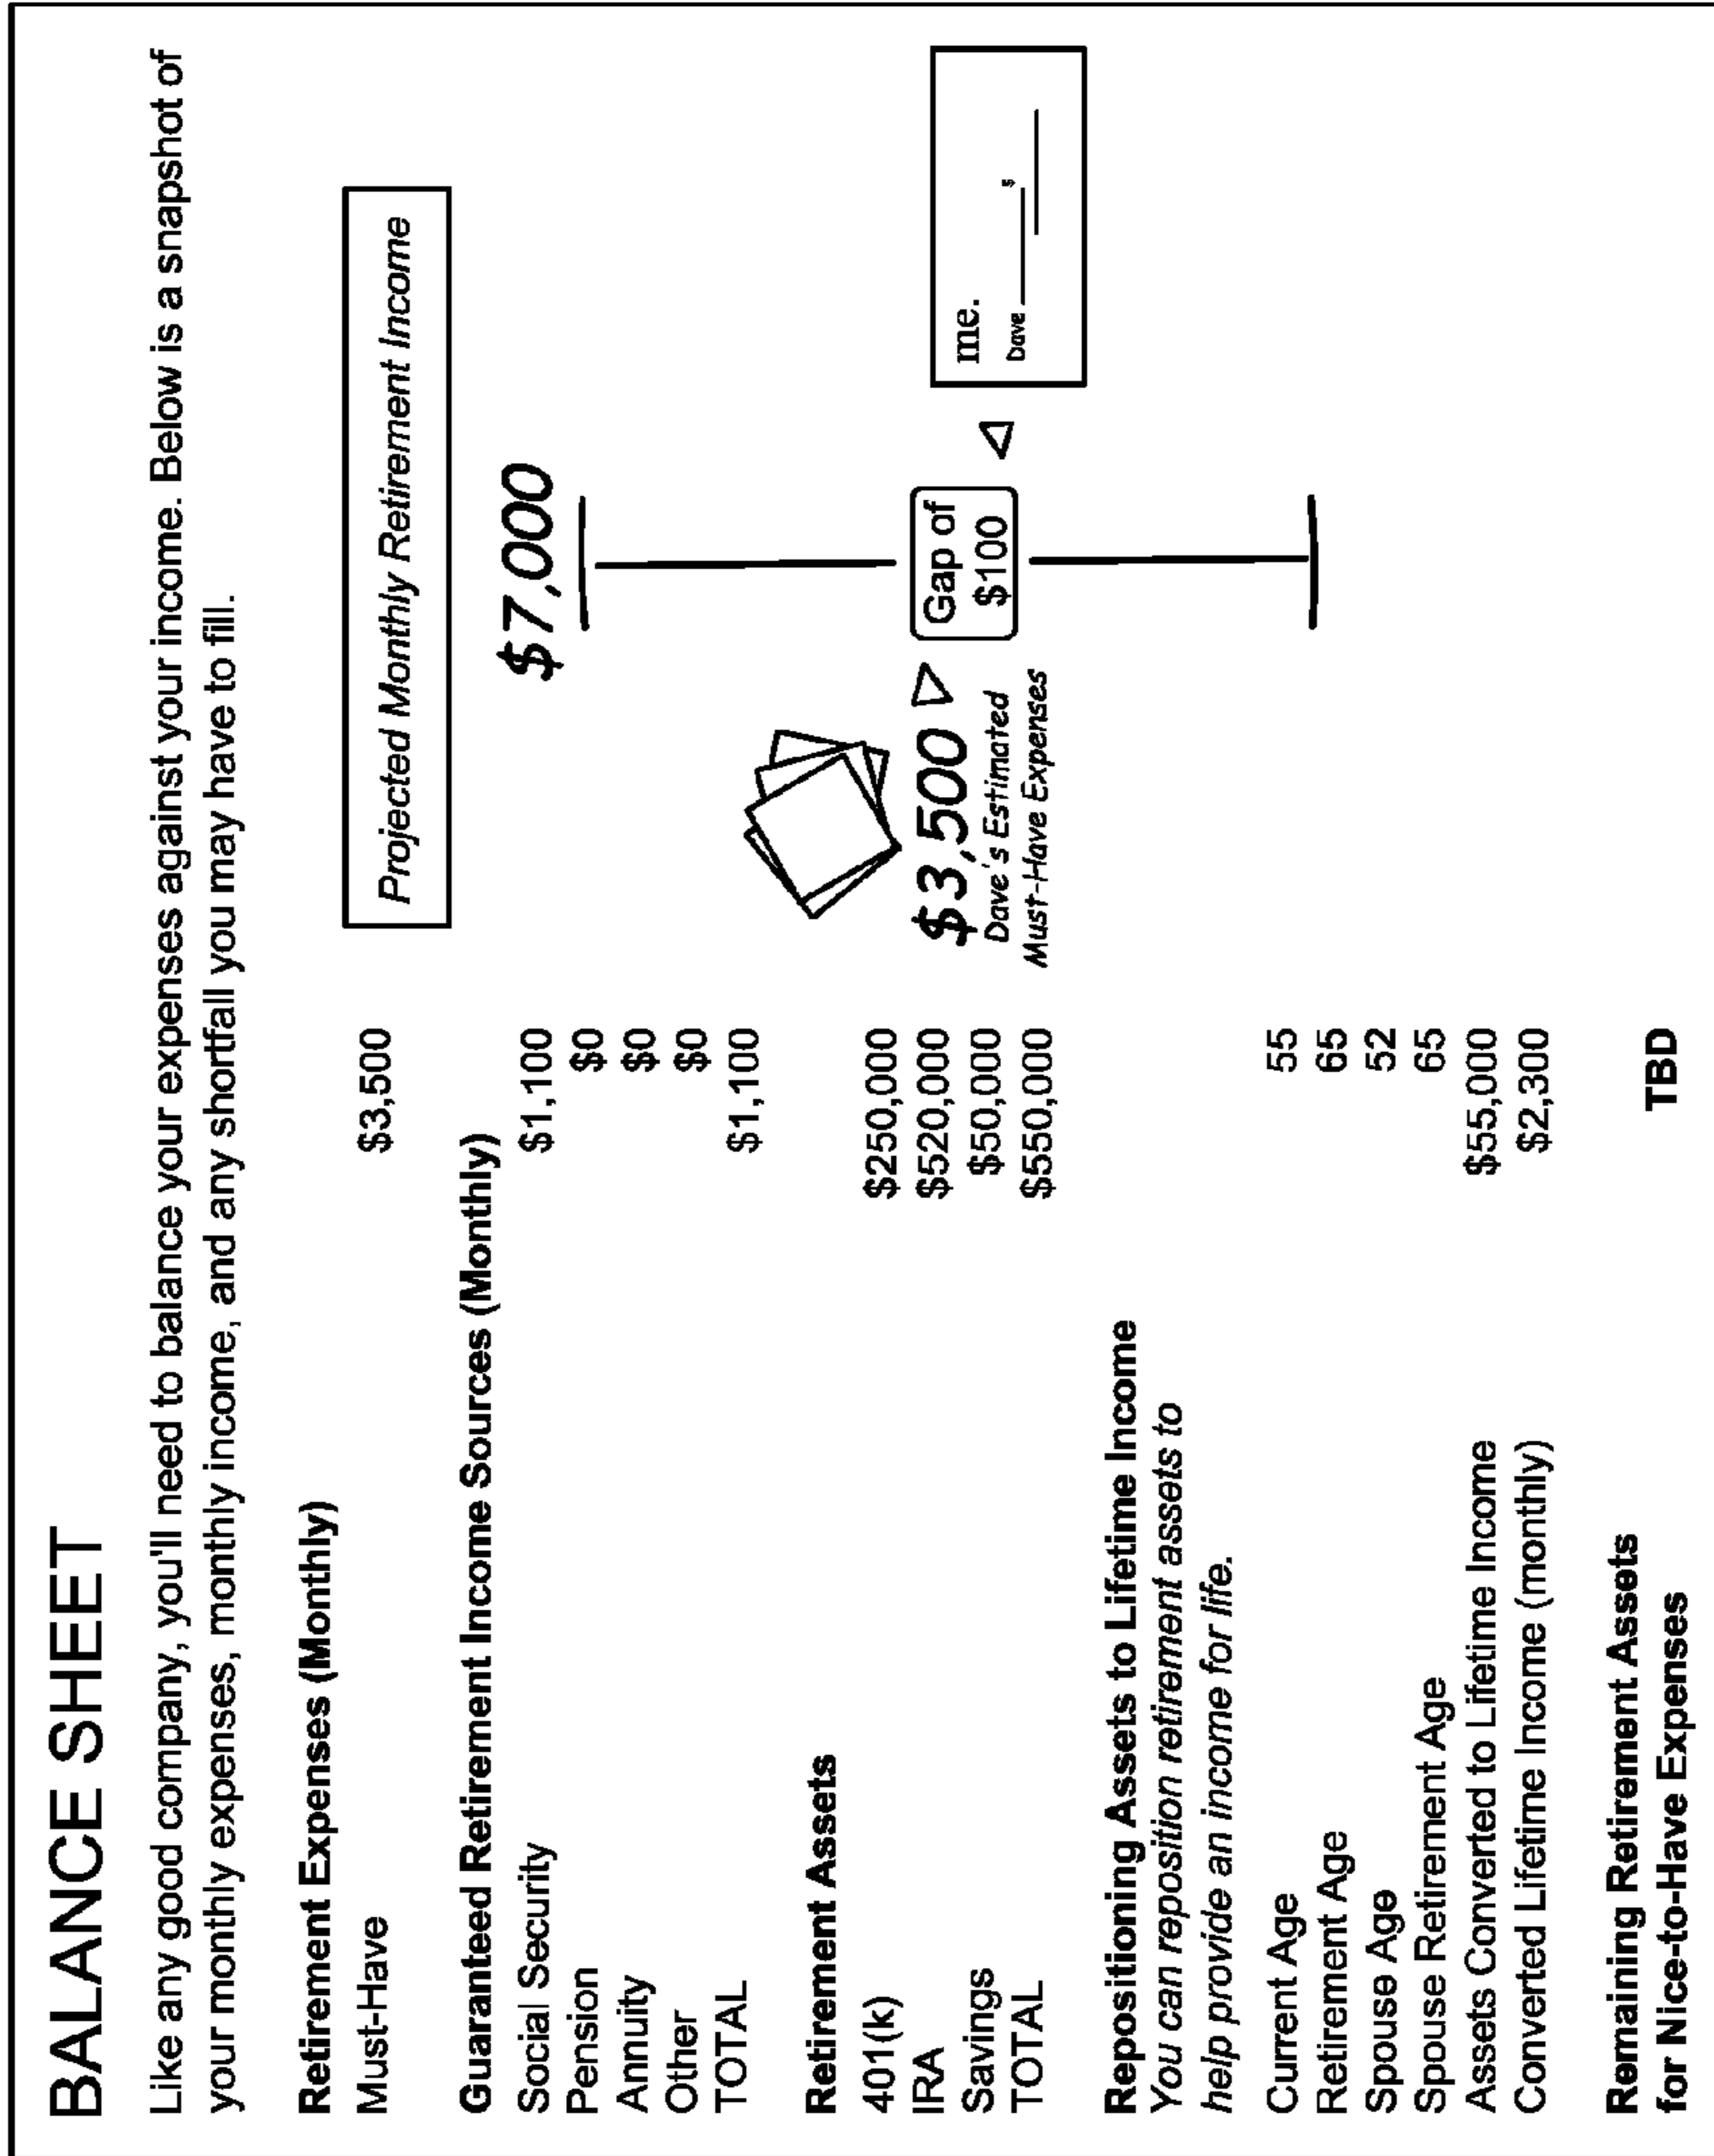 BALANCE SHEET
Like any good company, you'll need to balance your expenses against your income. Below is a snapshot of
your monthly expenses, monthly income, and any shortfall you may have to fill.
Retirement Expenses (Monthly)
Must-Have $3,500
Guaranteed Retirement Income Sources (Monthly)
Social Security $1,100
Pension $0
Annuity $0
Other $0
TOTAL $1,100
Retirement Assets
401(k) $250,000
IRA $520,000
Savings $50,000
TOTAL $550,000
Repositioning Assets to Lifetime Income
You can reposition retirement assets to
help provide an income for life.
Current Age 55
Retirement Age 65
Spouse Age 52
Spouse Retirement Age 65
Assets Converted to Lifetime Income $55,000
Converted Lifetime Income (monthly) $2,300
Remaining Retirement Assets
for Nice-to-Have Expenses TBD
Projected Monthly Retirement Income
$7,000
$3,500
Dave's Estimated
Must-Have Expenses
Gap of
$100
me.
Dave $